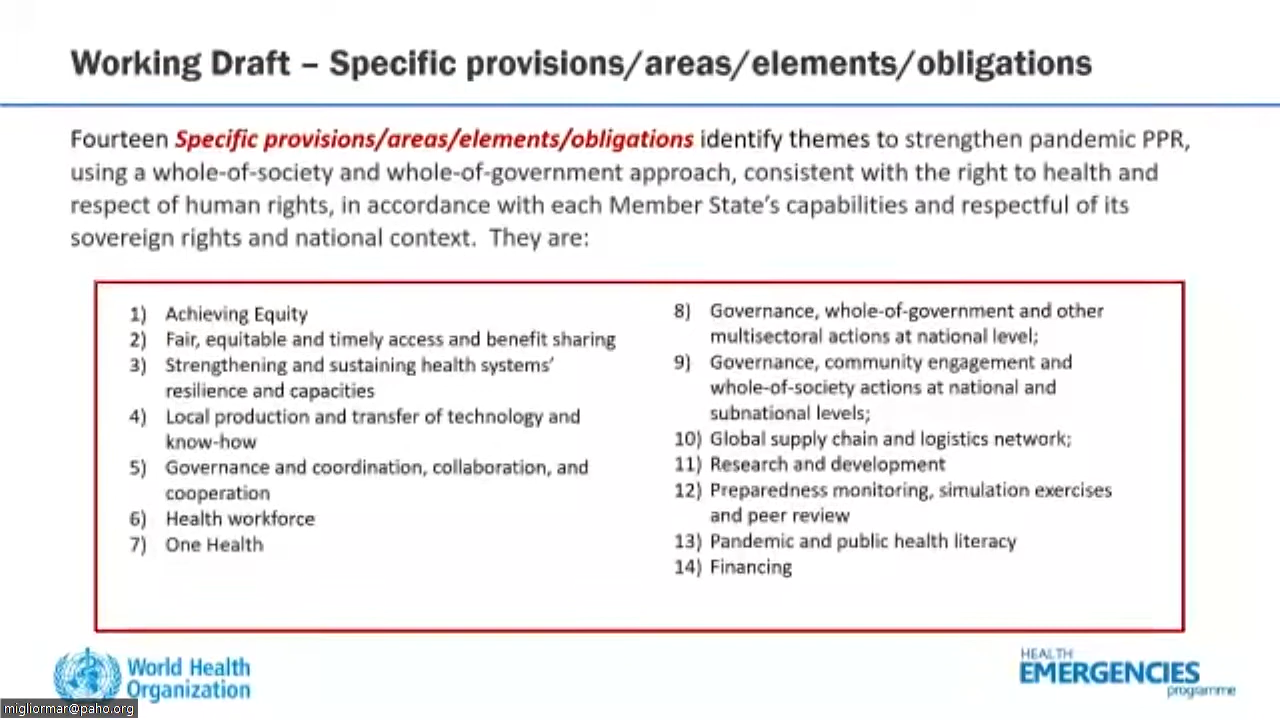 Working Draft – Specific provisions/areas/elements/obligations
Fourteen Specific provisions/areas/elements/obligations identify themes to strengthen pandemic PPR,
using a whole-of-society and whole-of-government approach, consistent with the right to health and
respect of human rights, in accordance with each Member State's capabilities and respectful of its
sovereign rights and national context. They are:
1) Achieving Equity
2) Fair, equitable and timely access and benefit sharing
3) Strengthening and sustaining health systems'
resilience and capacities
4) Local production and transfer of technology and
know-how
5) Governance and coordination, collaboration, and
cooperation
6) Health workforce
7) One Health
8) Governance, whole-of-government and other
multisectoral actions at national level;
9) Governance, community engagement and
whole-of-society actions at national and
subnational levels;
10) Global supply chain and logistics network;
11) Research and development
12) Preparedness monitoring, simulation exercises
and peer review
13) Pandemic and public health literacy
14) Financing
World Health
Organization
HEALTH
EMERGENCIES
programme
migliormar@paho.org